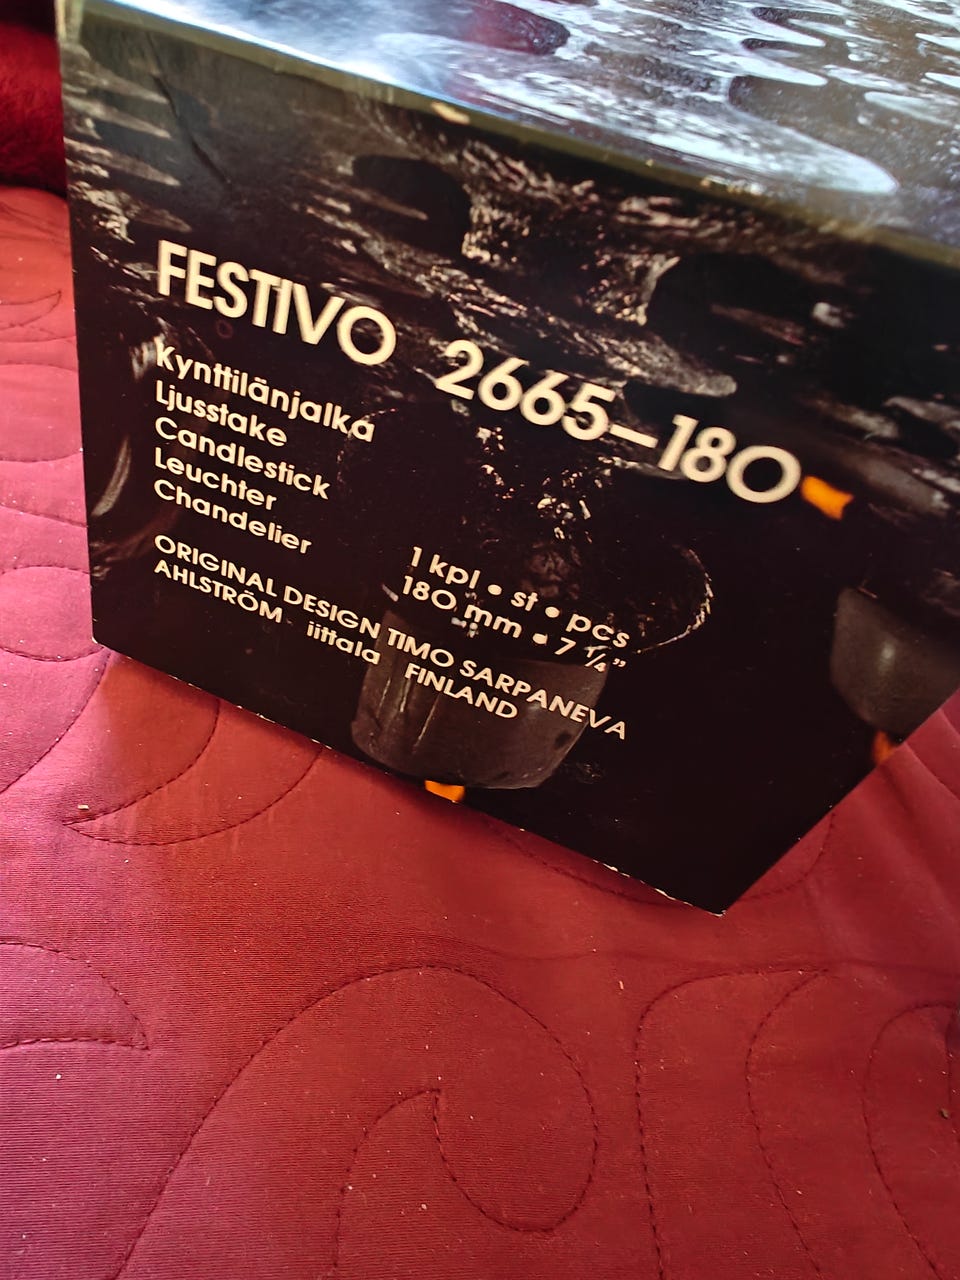 FESTIVO 2665–180
Kynttilänjalka
Ljusstake
Candlestick
Leuchter
Chandelier
1 kpl • st • pcs
180 mm • 7 ¼”
ORIGINAL DESIGN TIMO SARPANEVA
AHLSTRÖM iittala FINLAND